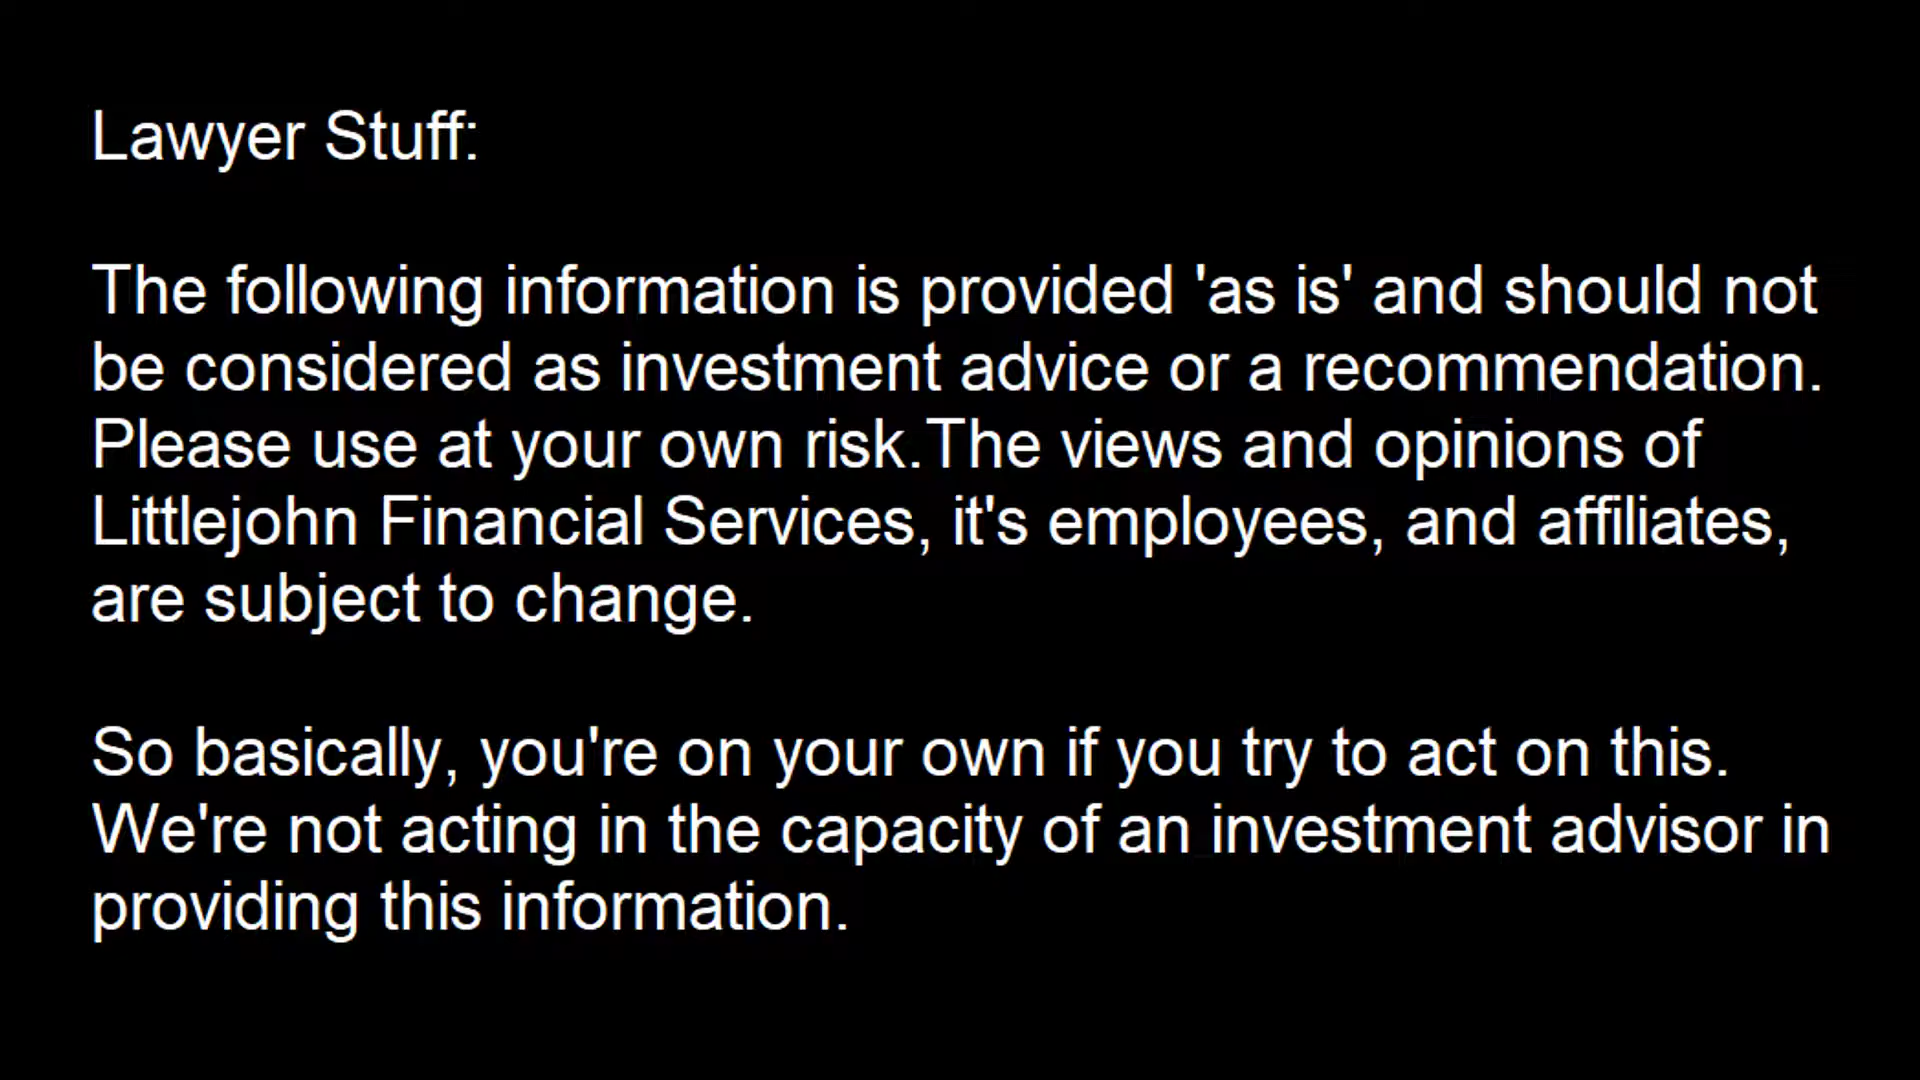 Lawyer Stuff:
The following information is provided 'as is' and should not
be considered as investment advice or a recommendation.
Please use at your own risk.The views and opinions of
Littlejohn Financial Services, it's employees, and affiliates,
are subject to change.
So basically, you're on your own if you try to act on this.
We're not acting in the capacity of an investment advisor in
providing this information.